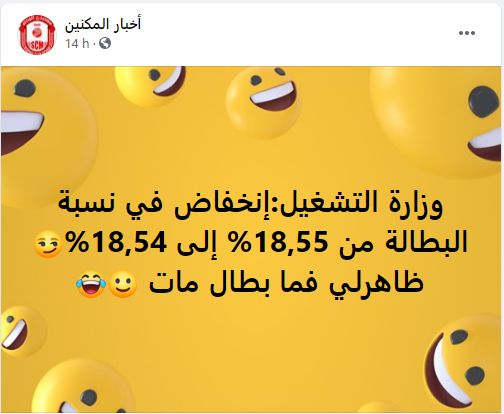 أخبار المكنين
14 h ·
SCM
وزارة التشغيل:إنخفاض في نسبة
البطالة من 18,55% إلى 18,54%😏
ظاهرلي فما بطال مات 🙂😂